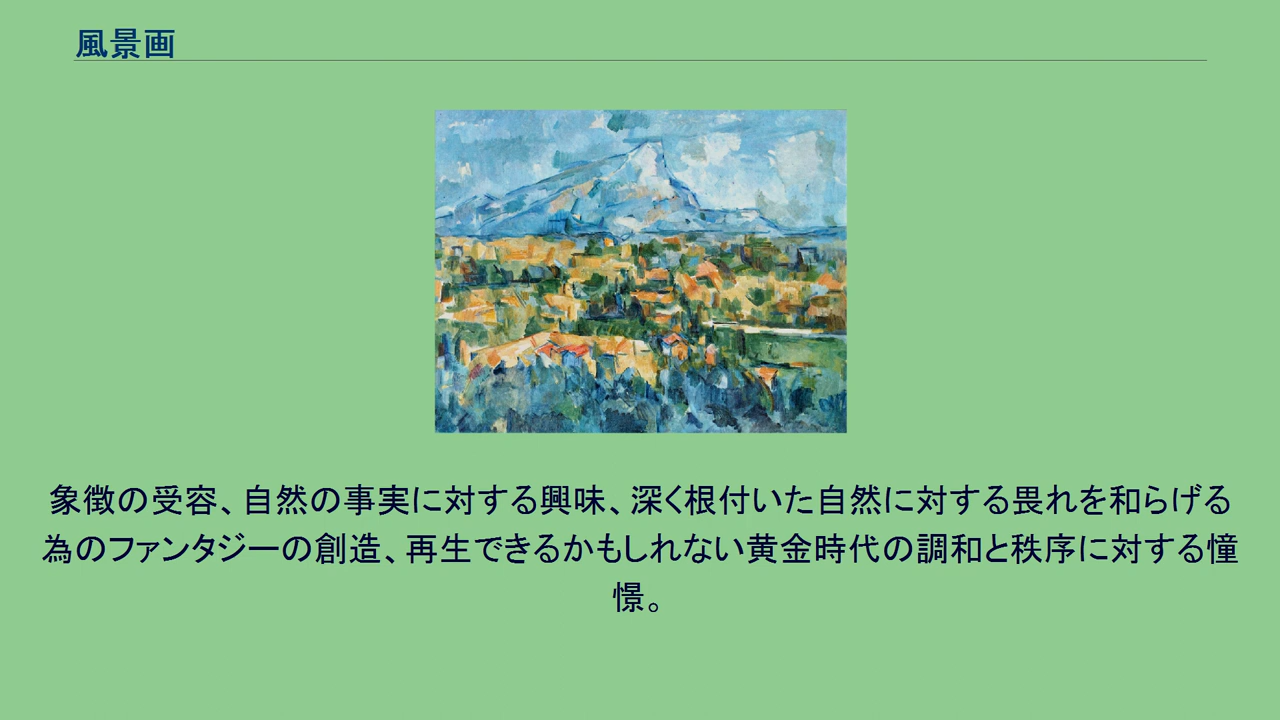 風景画
象徴の受容、自然の事実に対する興味、深く根付いた自然に対する畏れを和らげる
為のファンタジーの創造、再生できるかもしれない黄金時代の調和と秩序に対する憧
憬。